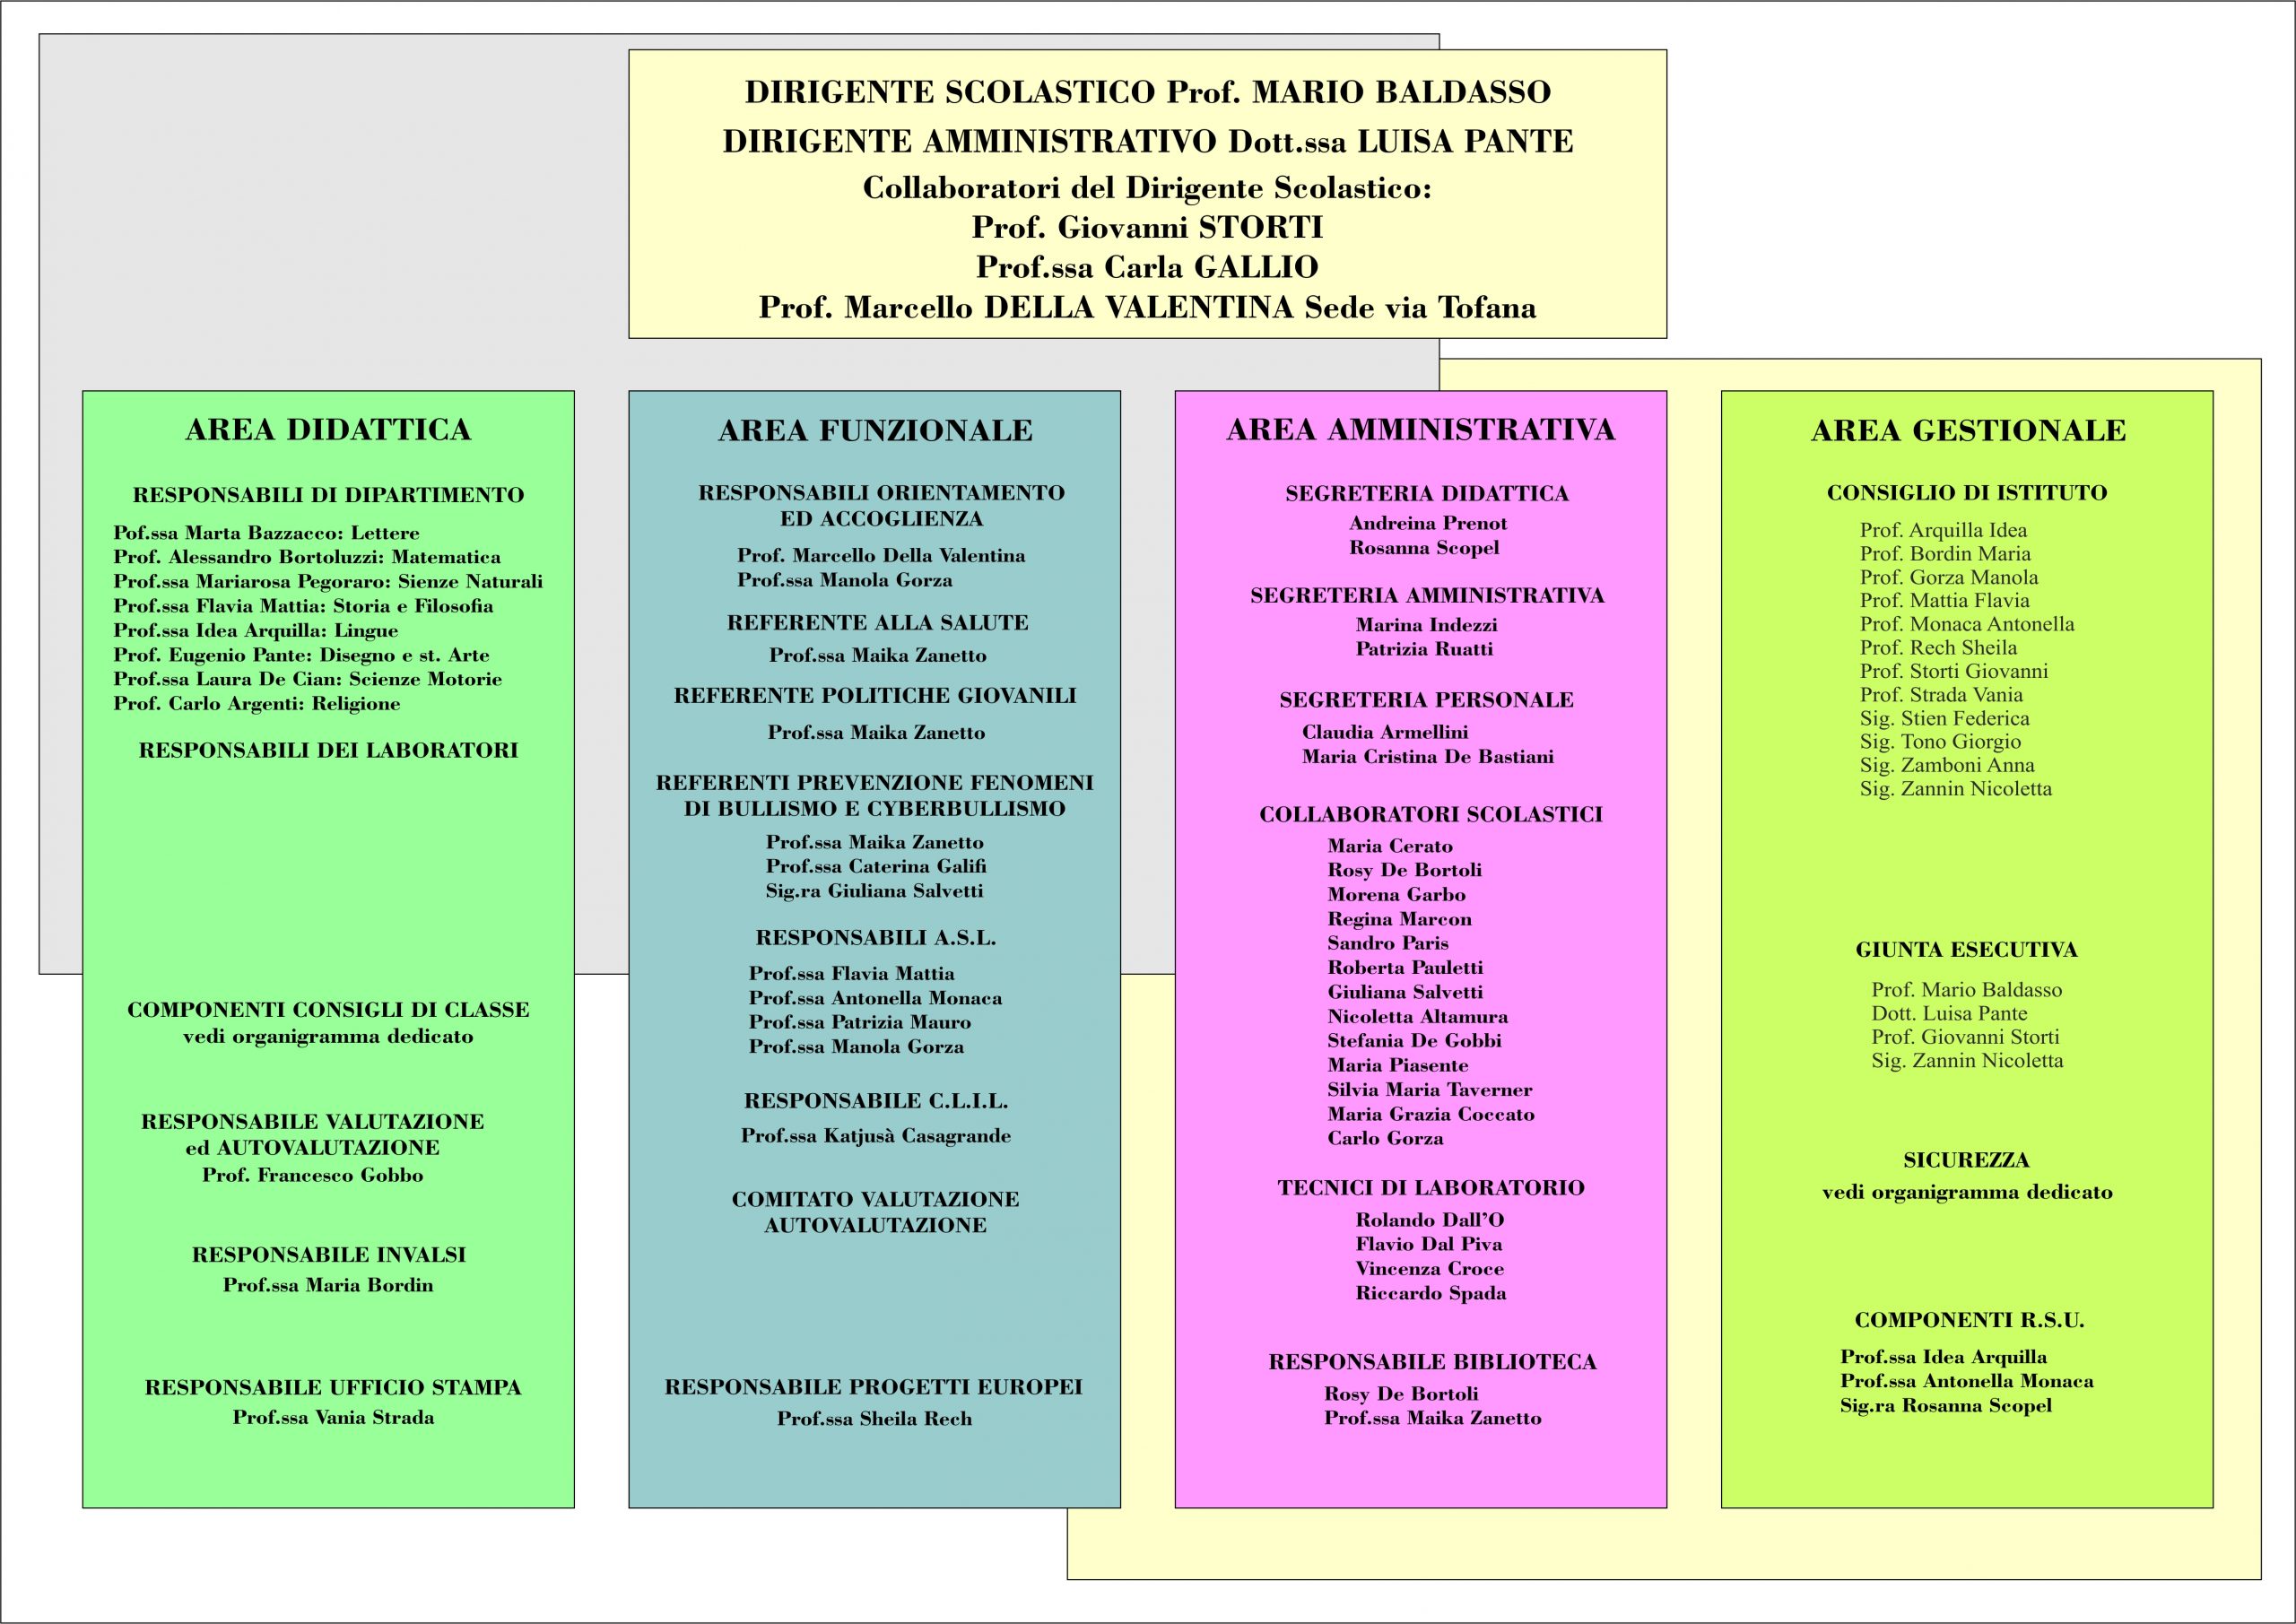 DIRIGENTE SCOLASTICO Prof. MARIO BALDASSO
DIRIGENTE AMMINISTRATIVO Dott.ssa LUISA PANTE
Collaboratori del Dirigente Scolastico:
Prof. Giovanni STORTI
Prof.ssa Carla GALLIO
Prof. Marcello DELLA VALENTINA Sede via Tofana
AREA DIDATTICA
RESPONSABILI DI DIPARTIMENTO
Pof.ssa Marta Bazzacco: Lettere
Prof. Alessandro Bortoluzzi: Matematica
Prof.ssa Mariarosa Pegoraro: Sienze Naturali
Prof.ssa Flavia Mattia: Storia e Filosofia
Prof.ssa Idea Arquilla: Lingue
Prof. Eugenio Pante: Disegno e st. Arte
Prof.ssa Laura De Cian: Scienze Motorie
Prof. Carlo Argenti: Religione
RESPONSABILI DEI LABORATORI
COMPONENTI CONSIGLI DI CLASSE
vedi organigramma dedicato
RESPONSABILE VALUTAZIONE
ed AUTOVALUTAZIONE
Prof. Francesco Gobbo
RESPONSABILE INVALSI
Prof.ssa Maria Bordin
RESPONSABILE UFFICIO STAMPA
Prof.ssa Vania Strada
AREA FUNZIONALE
RESPONSABILI ORIENTAMENTO
ED ACCOGLIENZA
Prof. Marcello Della Valentina
Prof.ssa Manola Gorza
REFERENTE ALLA SALUTE
Prof.ssa Maika Zanetto
REFERENTE POLITICHE GIOVANILI
Prof.ssa Maika Zanetto
REFERENTI PREVENZIONE FENOMENI
DI BULLISMO E CYBERBULLISMO
Prof.ssa Maika Zanetto
Prof.ssa Caterina Galifi
Sig.ra Giuliana Salvetti
RESPONSABILI A.S.L.
Prof.ssa Flavia Mattia
Prof.ssa Antonella Monaca
Prof.ssa Patrizia Mauro
Prof.ssa Manola Gorza
RESPONSABILE C.L.I.L.
Prof.ssa Katjusà Casagrande
COMITATO VALUTAZIONE
AUTOVALUTAZIONE
RESPONSABILE PROGETTI EUROPEI
Prof.ssa Sheila Rech
AREA AMMINISTRATIVA
SEGRETERIA DIDATTICA
Andreina Prenot
Rosanna Scopel
SEGRETERIA AMMINISTRATIVA
Marina Indezzi
Patrizia Ruatti
SEGRETERIA PERSONALE
Claudia Armellini
Maria Cristina De Bastiani
COLLABORATORI SCOLASTICI
Maria Cerato
Rosy De Bortoli
Morena Garbo
Regina Marcon
Sandro Paris
Roberta Pauletti
Giuliana Salvetti
Nicoletta Altamura
Stefania De Gobbi
Maria Piasente
Silvia Maria Taverner
Maria Grazia Coccato
Carlo Gorza
TECNICI DI LABORATORIO
Rolando Dall’O
Flavio Dal Piva
Vincenza Croce
Riccardo Spada
RESPONSABILE BIBLIOTECA
Rosy De Bortoli
Prof.ssa Maika Zanetto
AREA GESTIONALE
CONSIGLIO DI ISTITUTO
Prof. Arquilla Idea
Prof. Bordin Maria
Prof. Gorza Manola
Prof. Mattia Flavia
Prof. Monaca Antonella
Prof. Rech Sheila
Prof. Storti Giovanni
Prof. Strada Vania
Sig. Stien Federica
Sig. Tono Giorgio
Sig. Zamboni Anna
Sig. Zannin Nicoletta
GIUNTA ESECUTIVA
Prof. Mario Baldasso
Dott. Luisa Pante
Prof. Giovanni Storti
Sig. Zannin Nicoletta
SICUREZZA
vedi organigramma dedicato
COMPONENTI R.S.U.
Prof.ssa Idea Arquilla
Prof.ssa Antonella Monaca
Sig.ra Rosanna Scopel